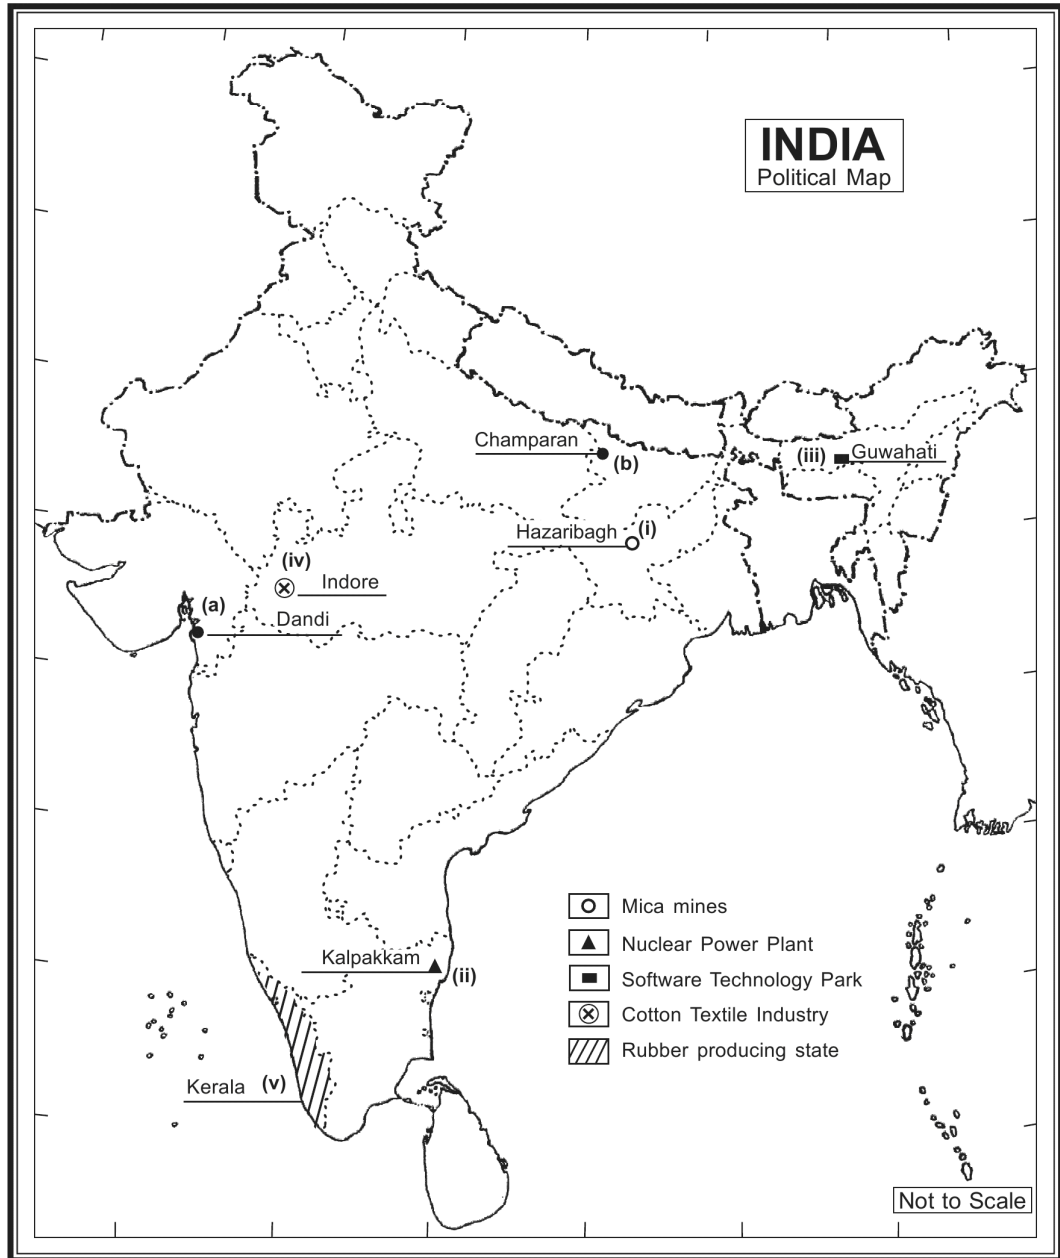 INDIA
Political Map
Champaran
(b)
(iii)
Guwahati
Hazaribagh
(i)
(iv)
Indore
(a)
Dandi
Mica mines
Nuclear Power Plant
Software Technology Park
Cotton Textile Industry
Rubber producing state
Kalpakkam
(ii)
Kerala
(v)
Not to Scale